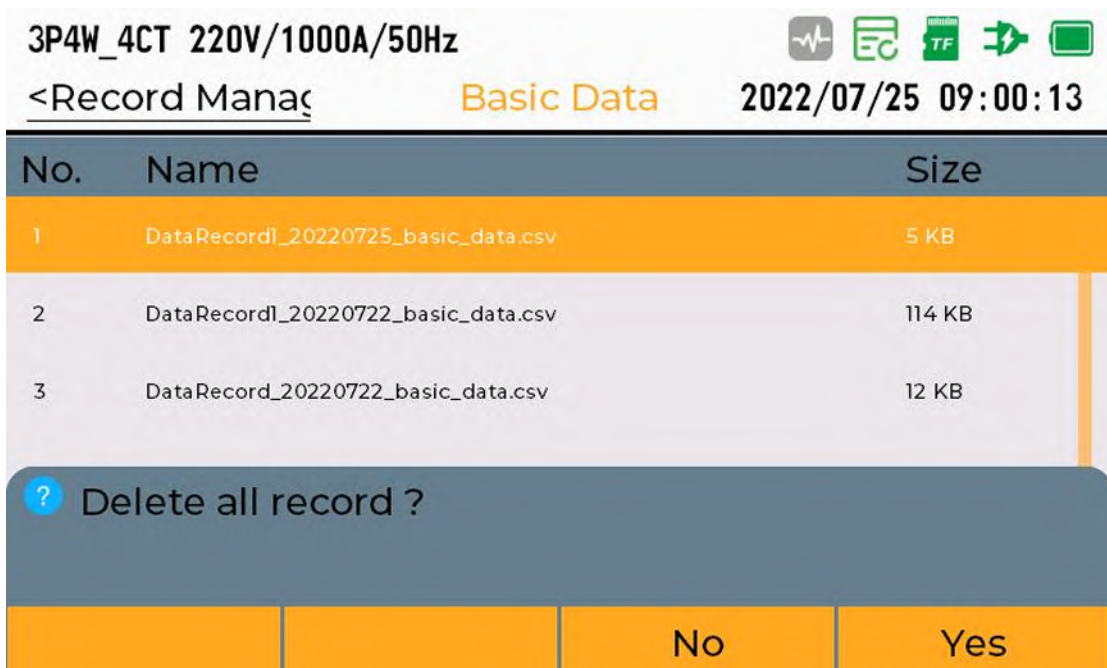 3P4W_4CT 220V/1000A/50Hz TF
<Record Manag Basic Data 2022/07/25 09:00:13
No. Name Size
1 DataRecord1_20220725_basic_data.csv 5 KB
2 DataRecord1_20220722_basic_data.csv 114 KB
3 DataRecord_20220722_basic_data.csv 12 KB
? Delete all record ?
No Yes